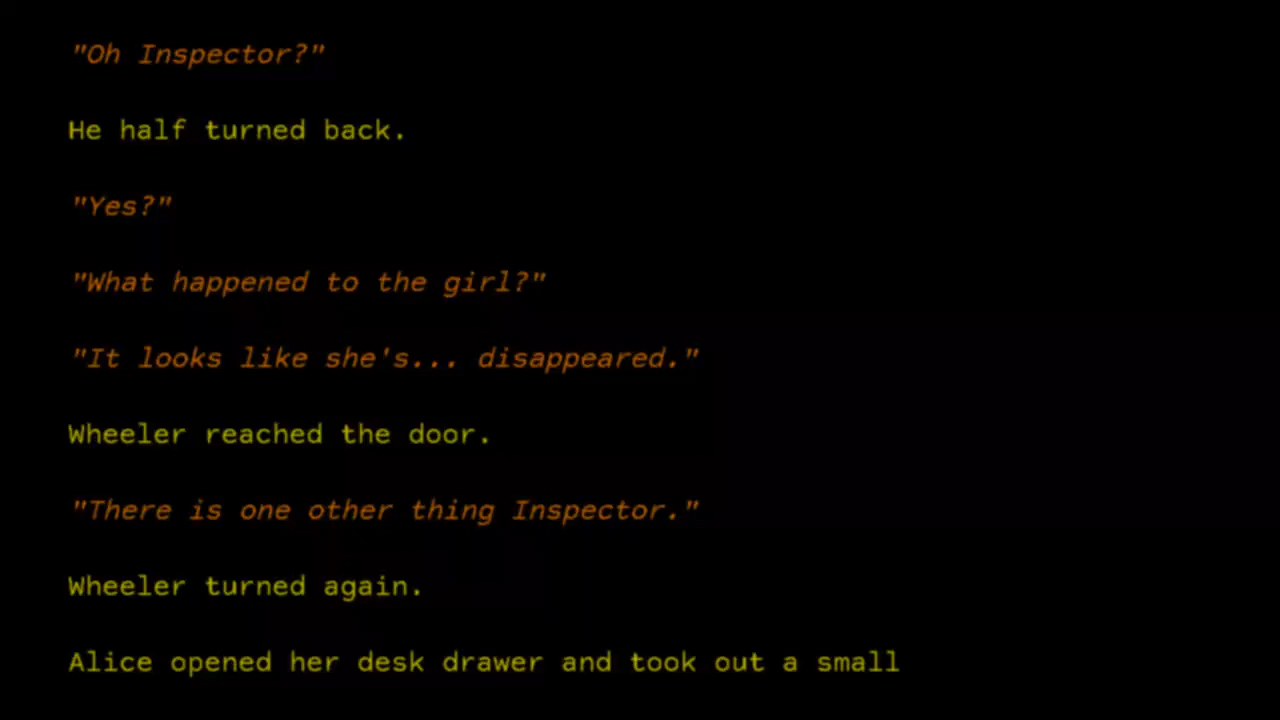 "Oh Inspector?"
He half turned back.
"Yes?"
"What happened to the girl?"
"It looks like she's... disappeared."
Wheeler reached the door.
"There is one other thing Inspector."
Wheeler turned again.
Alice opened her desk drawer and took out a small